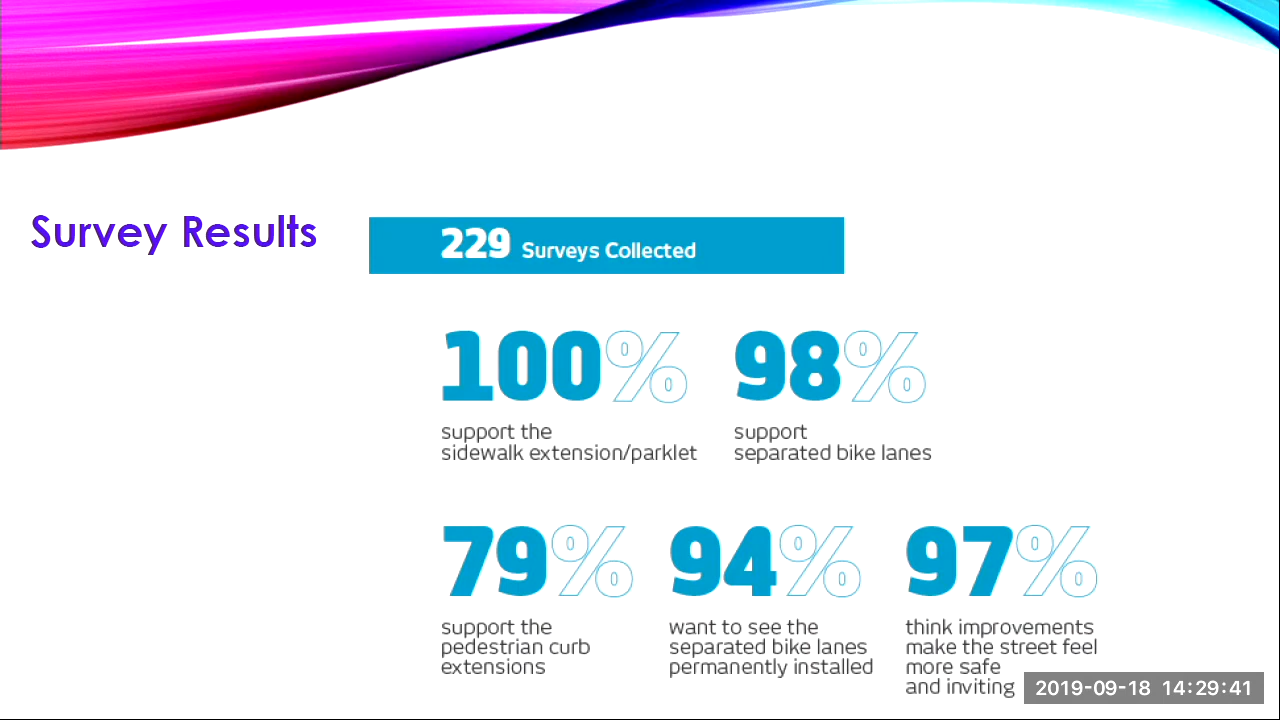 Survey Results
229 Surveys Collected
100%
support the
sidewalk extension/parklet
98%
support
separated bike lanes
79%
support the
pedestrian curb
extensions
94%
want to see the
separated bike lanes
permanently installed
97%
think improvements
make the street feel
more safe
and inviting
2019-09-18 14:29:41